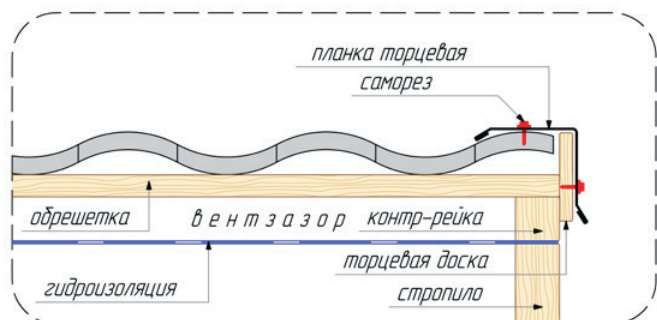 планка торцевая
саморез
обрешетка
вентзазор
контр-рейка
торцевая доска
гидроизоляция
стропило